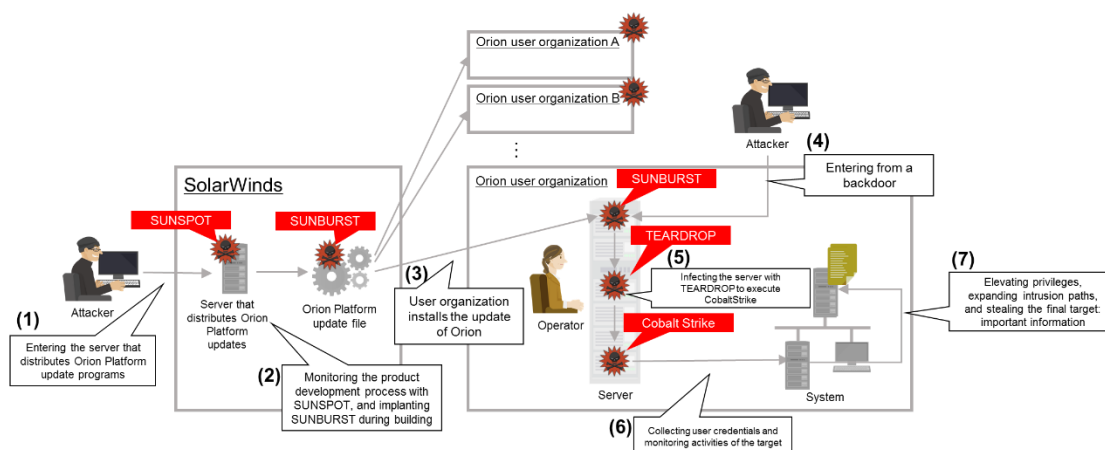 Orion user organization A
Orion user organization B
⋮
Attacker
(4)
Entering from a
backdoor
SolarWinds
SUNSPOT
SUNBURST
Attacker
Server that
distributes Orion
Platform
updates
Orion Platform
update file
(1)
Entering the server that
distributes Orion Platform
update programs
(2)
Monitoring the product
development process with
SUNSPOT, and implanting
SUNBURST during building
(3)
User organization
installs the update
of Orion
Orion user organization
SUNBURST
TEARDROP
(5)
Infecting the server with
TEARDROP to execute
CobaltStrike
Operator
Cobalt Strike
Server
System
(6)
Collecting user credentials and
monitoring activities of the target
(7)
Elevating privileges,
expanding intrusion paths,
and stealing the final target:
important information